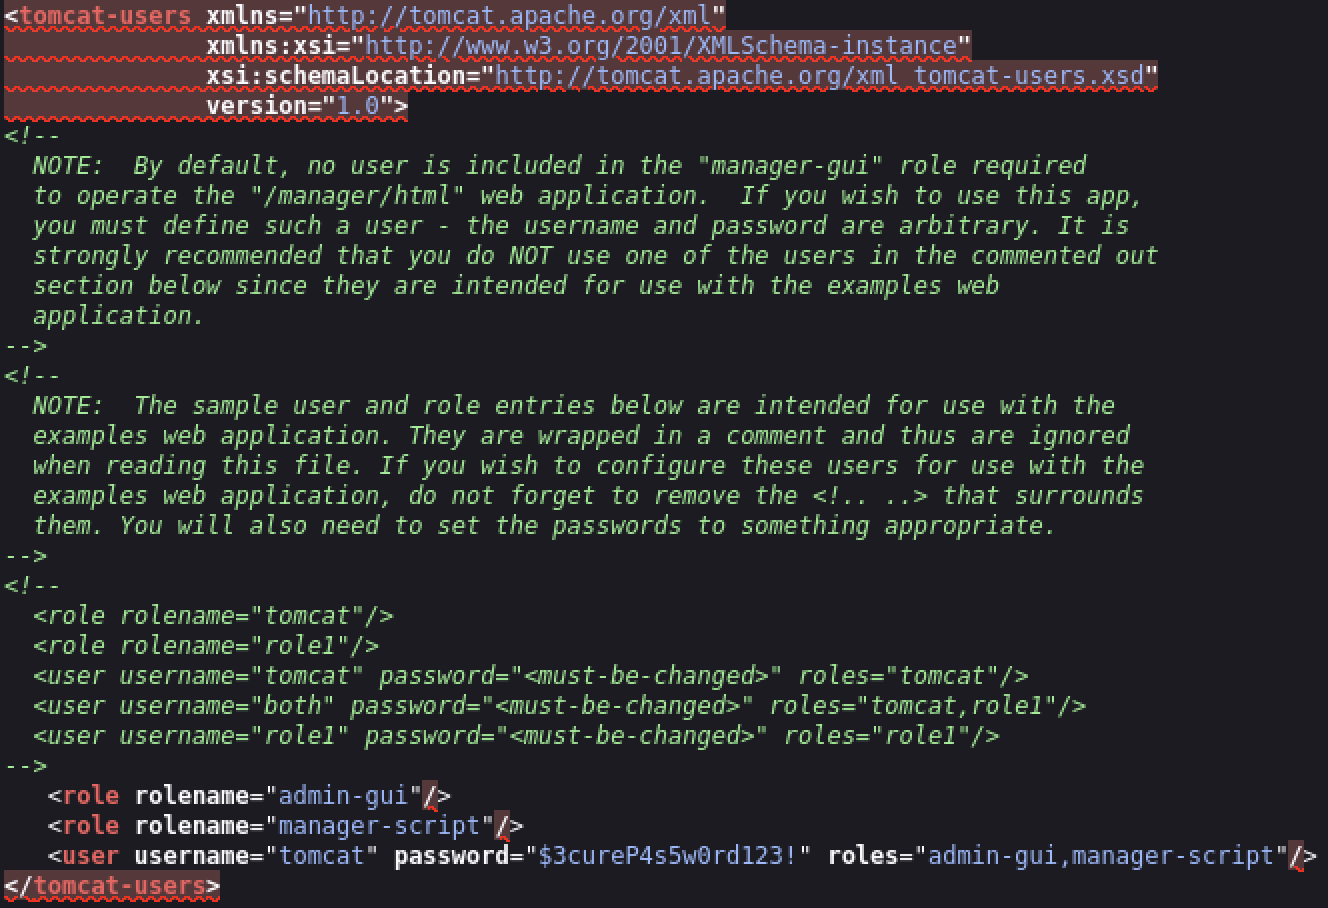 <tomcat-users xmlns="http://tomcat.apache.org/xml"
              xmlns:xsi="http://www.w3.org/2001/XMLSchema-instance"
              xsi:schemaLocation="http://tomcat.apache.org/xml tomcat-users.xsd"
              version="1.0">
<!--
  NOTE:  By default, no user is included in the "manager-gui" role required
  to operate the "/manager/html" web application.  If you wish to use this app,
  you must define such a user - the username and password are arbitrary. It is
  strongly recommended that you do NOT use one of the users in the commented out
  section below since they are intended for use with the examples web
  application.
-->
<!--
  NOTE:  The sample user and role entries below are intended for use with the
  examples web application. They are wrapped in a comment and thus are ignored
  when reading this file. If you wish to configure these users for use with the
  examples web application, do not forget to remove the <!.. ..> that surrounds
  them. You will also need to set the passwords to something appropriate.
-->
<!--
  <role rolename="tomcat"/>
  <role rolename="role1"/>
  <user username="tomcat" password="<must-be-changed>" roles="tomcat"/>
  <user username="both" password="<must-be-changed>" roles="tomcat,role1"/>
  <user username="role1" password="<must-be-changed>" roles="role1"/>
-->
   <role rolename="admin-gui"/>
   <role rolename="manager-script"/>
   <user username="tomcat" password="$3cureP4s5w0rd123!" roles="admin-gui,manager-script"/>
</tomcat-users>